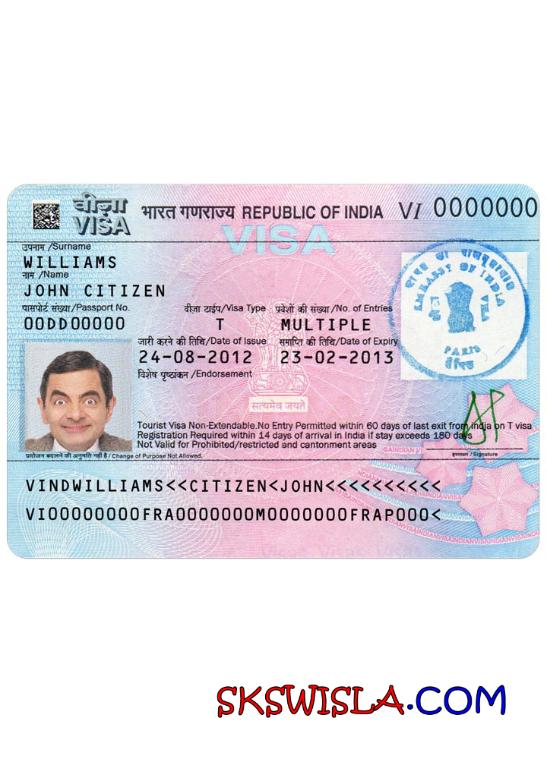 वीज़ा
VISA
भारत गणराज्य REPUBLIC OF INDIA VI 0000000
VISA
उपनाम /Surname
WILLIAMS
नाम /Name
JOHN CITIZEN
पासपोर्ट संख्या/Passport No. वीज़ा टाईप/Visa Type प्रवेशों की संख्या/No. of Entries
OODD00000 T MULTIPLE
जारी करने की तिथि/Date of Issue समाप्ति की तिथि/Date of Expiry
24-08-2012 23-02-2013
विशेष पृष्ठांकन /Endorsement
EMBASSY OF INDIA
PARIS
पैरिस
सत्यमेव जयते
Tourist Visa Non-Extendable.No Entry Permitted within 60 days of last exit from India on T visa
Registration Required within 14 days of arrival in India if stay exceeds 180 days
Not Valid for Prohibited/restricted and cantonment areas
प्रयोजन बदलने की अनुमति नहीं है / Change of Purpose Not Allowed. हस्ताक्षर /Signature
VINDWILLIAMS<<CITIZEN<JOHN<<<<<<<<<<
VI00000000FRA0000000M0000000FRAP000<
SKSWISLA.COM